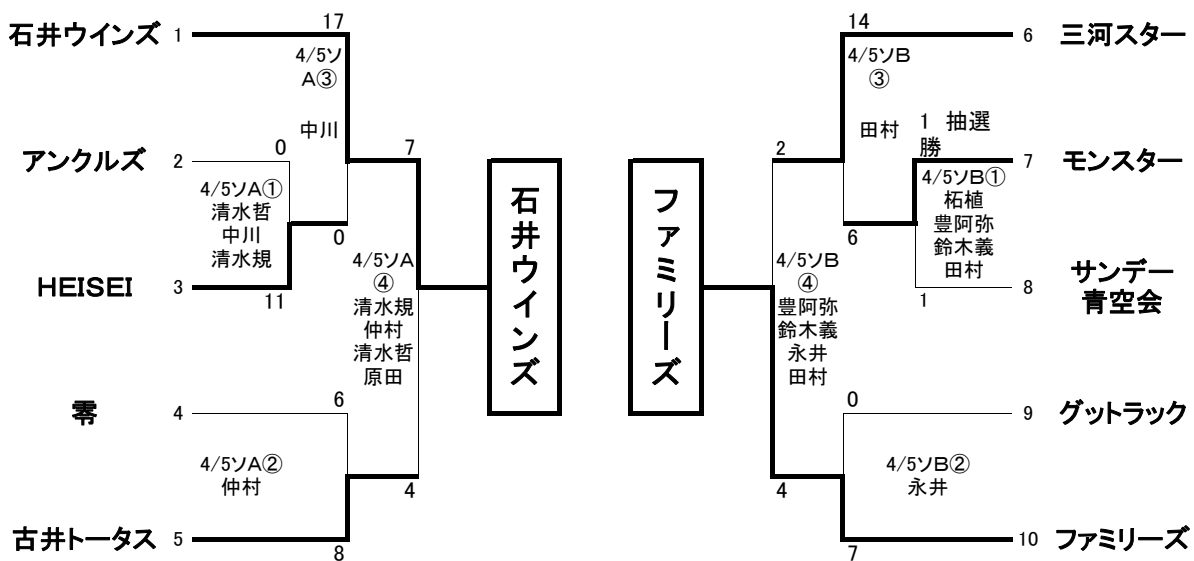 石井ウインズ 1
17
4/5ソ
A③
中川
アンクルズ 2
0
7
4/5ソA①
清水哲
中川
清水規
0
HEISEI 3
11
4/5ソA
④
清水規
仲村
清水哲
原田
零 4
6
4/5ソA②
仲村
4
古井トータス 5
8
石井ウインズ
ファミリーズ
14
6 三河スター
4/5ソB
③
田村
1 抽選
勝
2
7 モンスター
4/5ソB①
柘植
豊阿弥
鈴木義
田村
6
4/5ソB
④
豊阿弥
鈴木義
永井
田村
1
8 サンデー
青空会
0
9 グットラック
4/5ソB②
永井
4
7
10 ファミリーズ